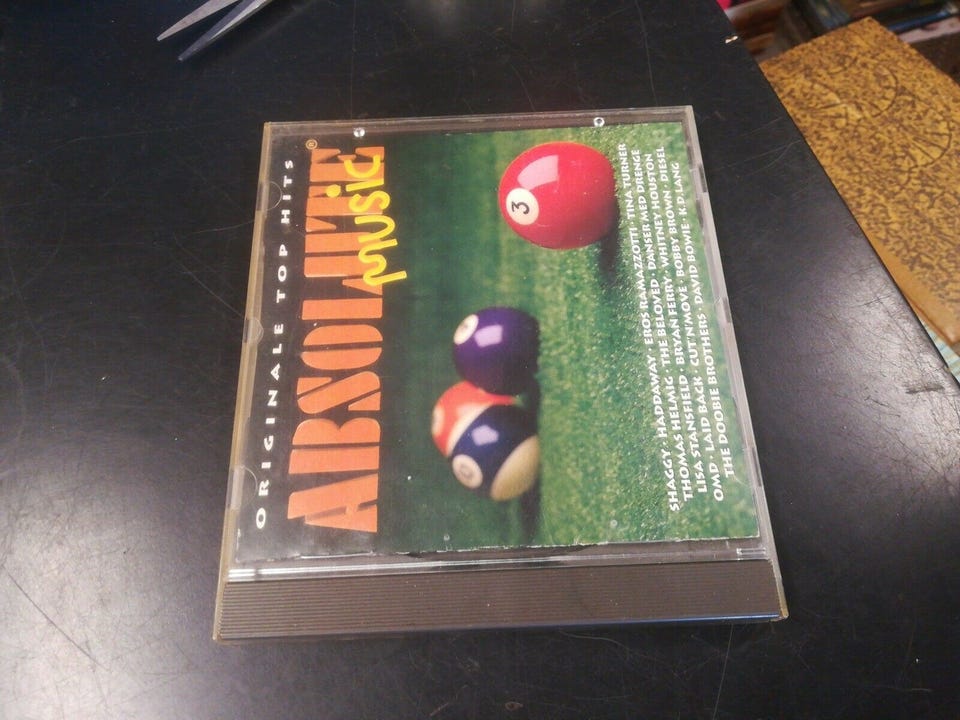 ORIGINALE TOP HITS
ABSOLUTE®
music
3
SHAGGY · HADDAWAY · EROS RAMAZZOTTI · TINA TURNER
THOMAS HELMIG · THE BELOVED · DANSER MED DRENGE
LISA STANSFIELD · BRYAN FERRY · WHITNEY HOUSTON
LAID BACK · CUT'N'MOVE · BOBBY BROWN · DIESEL
OMD · LAID BROTHERS · DAVID BOWIE · K.D. LANG
THE DOOBIE BROTHERS